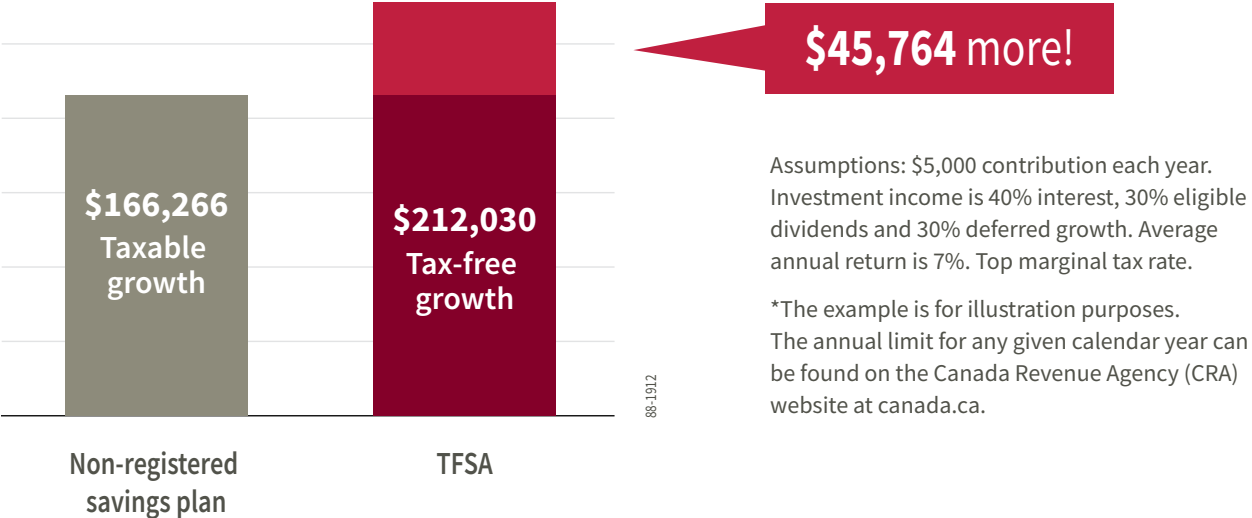 $45,764 more!
$166,266
Taxable
growth
$212,030
Tax-free
growth
Non-registered
savings plan
TFSA
88-1912
Assumptions: $5,000 contribution each year.
Investment income is 40% interest, 30% eligible
dividends and 30% deferred growth. Average
annual return is 7%. Top marginal tax rate.
*The example is for illustration purposes.
The annual limit for any given calendar year can
be found on the Canada Revenue Agency (CRA)
website at canada.ca.